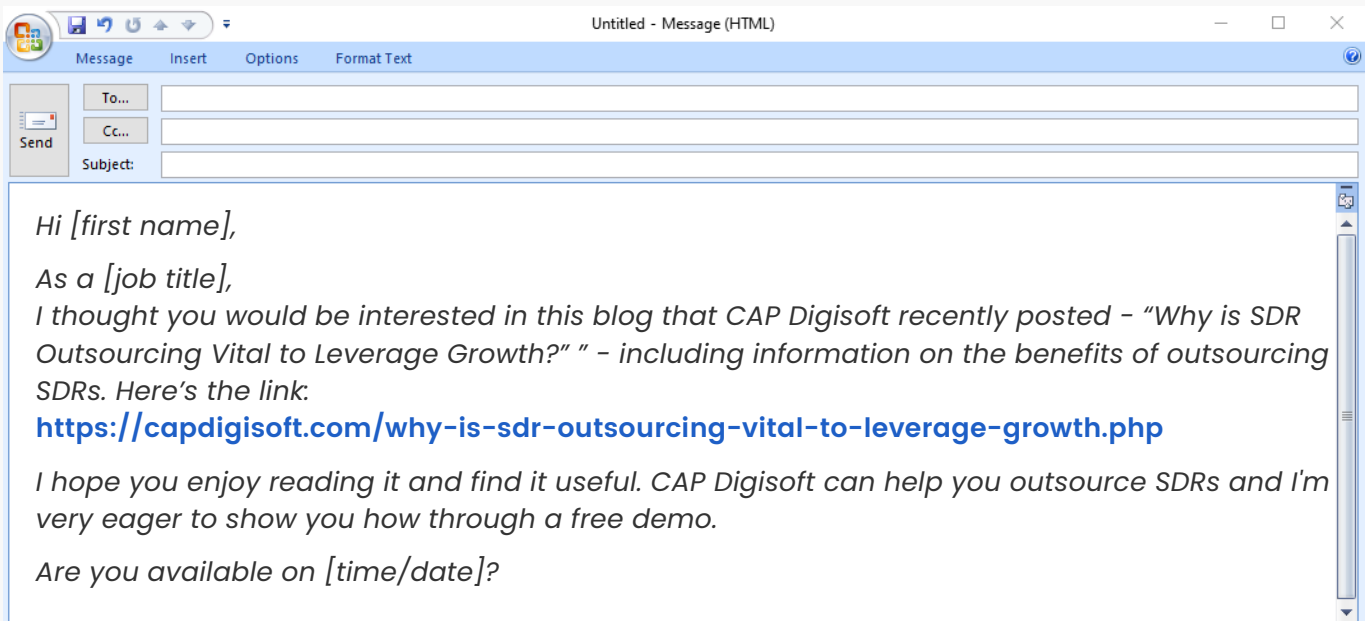 Untitled - Message (HTML)
Message Insert Options Format Text
To...
Cc...
Send
Subject:
Hi [first name],
As a [job title],
I thought you would be interested in this blog that CAP Digisoft recently posted - “Why is SDR
Outsourcing Vital to Leverage Growth?” ” - including information on the benefits of outsourcing
SDRs. Here’s the link:
https://capdigisoft.com/why-is-sdr-outsourcing-vital-to-leverage-growth.php
I hope you enjoy reading it and find it useful. CAP Digisoft can help you outsource SDRs and I'm
very eager to show you how through a free demo.
Are you available on [time/date]?